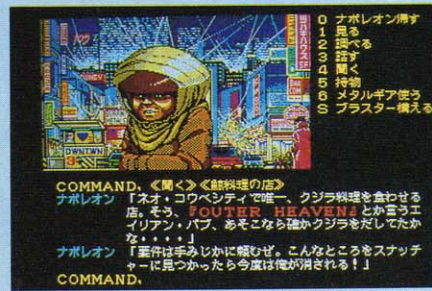 0 ナポレオン帰す
1 見る
2 調べる
3 話す
4 聞く
5 持物
6 メタルギア使う
S ブラスター構える
DWNTWN
COMMAND.《聞く》《鯨料理の店》
ナポレオン 「ネオ・コウベシティで唯一、クジラ料理を食わせる
店。そう、『OUTER HEAVEN』とか言うエ
イリアン・パブ、あそこなら確かクジラをだしてたか
な・・・・」
ナポレオン 「要件は手みじかに頼むぜ。こんなところをスナッチ
ャーに見つかったら今度は俺が消される!」
COMMAND.